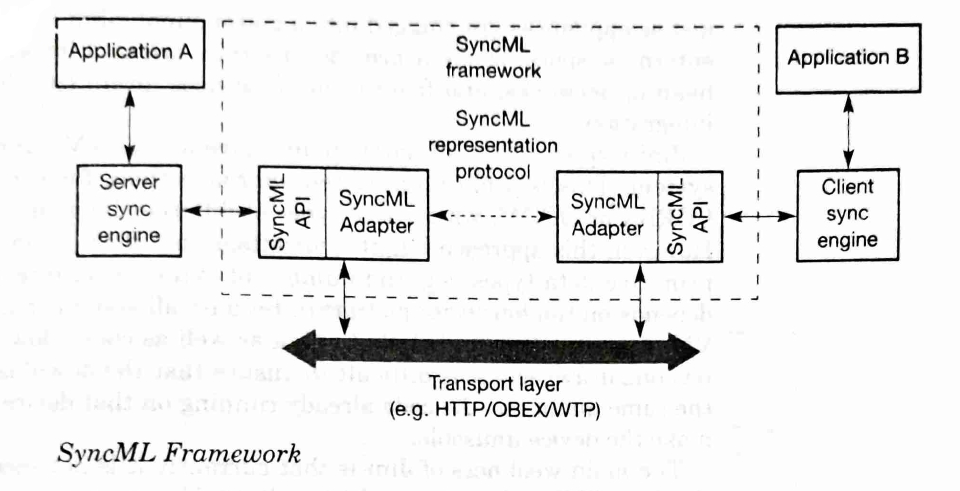 Application A
SyncML
framework
Application B
SyncML
representation
protocol
Server
sync
engine
SyncML
API
SyncML
Adapter
SyncML
Adapter
SyncML
API
Client
sync
engine
Transport layer
(e.g. HTTP/OBEX/WTP)
SyncML Framework